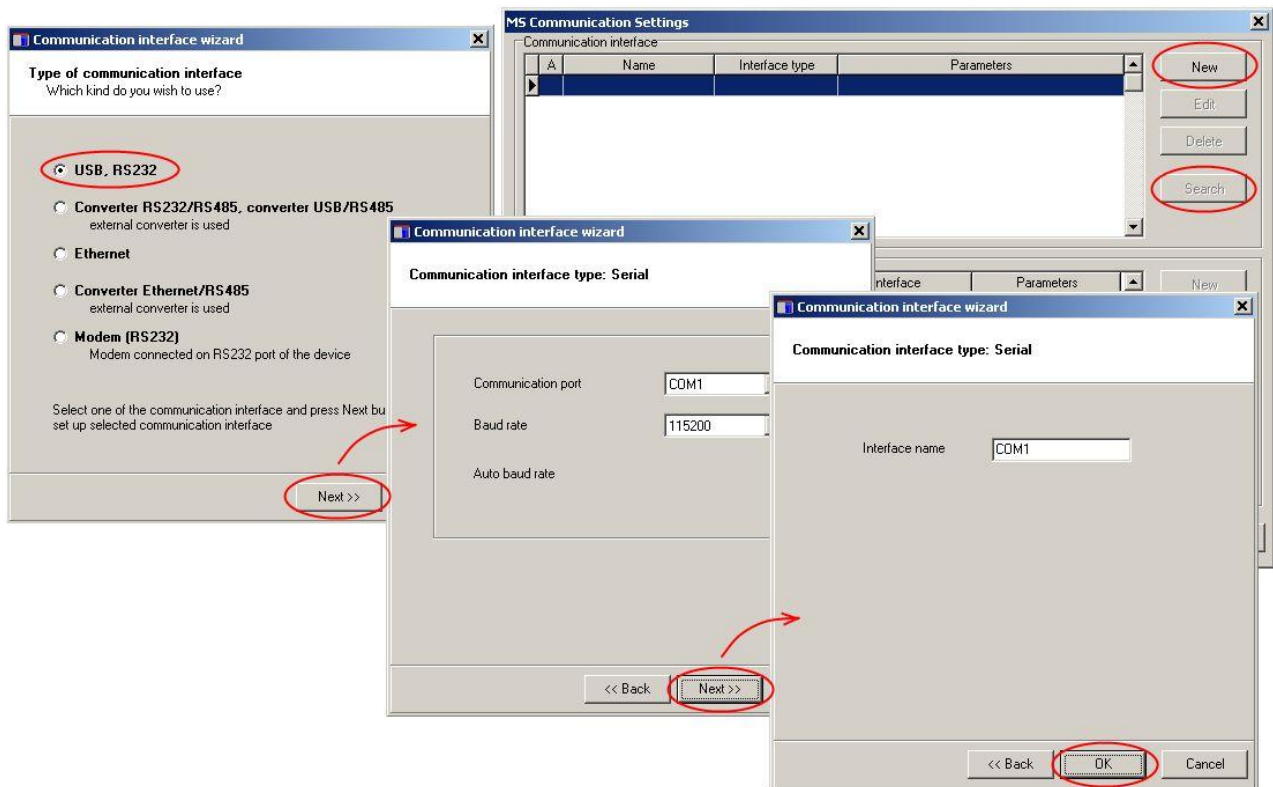 Communication interface wizard
Type of communication interface
Which kind do you wish to use?
USB, RS232
Converter RS232/RS485, converter USB/RS485
external converter is used
Ethernet
Converter Ethernet/RS485
external converter is used
Modem (RS232)
Modem connected on RS232 port of the device
Select one of the communication interface and press Next
set up selected communication interface
Next >>
MS Communication Settings
Communication interface
A Name Interface type Parameters
New
Edit
Delete
Search
Parameters
New
Communication interface wizard
Communication interface type: Serial
Communication port COM1
Baud rate 115200
Auto baud rate
<< Back Next >>
Communication interface wizard
Communication interface type: Serial
Interface name COM1
<< Back OK Cancel